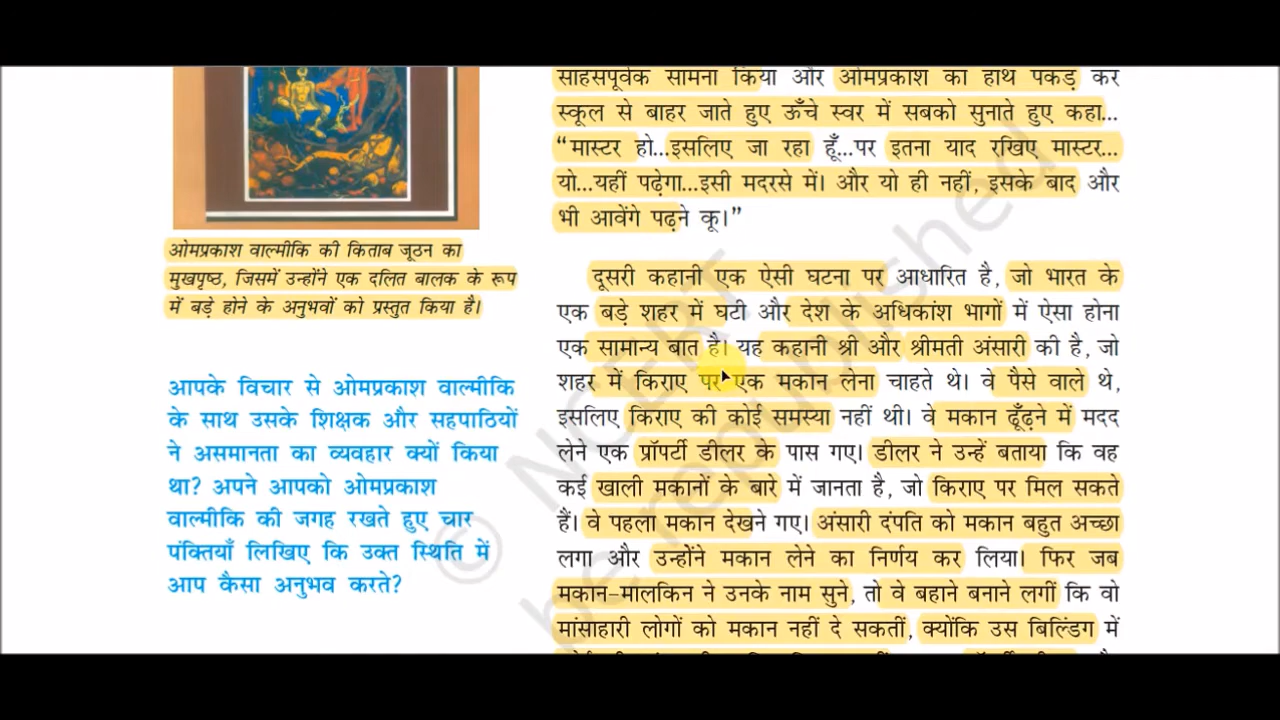 ओमप्रकाश वाल्मीकि की किताब जूठन का
मुखपृष्ठ, जिसमें उन्होंने एक दलित बालक के रूप
में बड़े होने के अनुभवों को प्रस्तुत किया है।
आपके विचार से ओमप्रकाश वाल्मीकि
के साथ उसके शिक्षक और सहपाठियों
ने असमानता का व्यवहार क्यों किया
था? अपने आपको ओमप्रकाश
वाल्मीकि की जगह रखते हुए चार
पंक्तियाँ लिखिए कि उक्त स्थिति में
आप कैसा अनुभव करते?
साहसपूर्वक सामना किया और ओमप्रकाश का हाथ पकड़ कर
स्कूल से बाहर जाते हुए ऊँचे स्वर में सबको सुनाते हुए कहा...
“मास्टर हो...इसलिए जा रहा हूँ...पर इतना याद रखिए मास्टर...
यो...यहीं पढ़ेगा...इसी मदरसे में। और यो ही नहीं, इसके बाद और
भी आवेंगे पढ़ने कू।”
दूसरी कहानी एक ऐसी घटना पर आधारित है, जो भारत के
एक बड़े शहर में घटी और देश के अधिकांश भागों में ऐसा होना
एक सामान्य बात है। यह कहानी श्री और श्रीमती अंसारी की है, जो
शहर में किराए पर एक मकान लेना चाहते थे। वे पैसे वाले थे,
इसलिए किराए की कोई समस्या नहीं थी। वे मकान ढूँढ़ने में मदद
लेने एक प्रॉपर्टी डीलर के पास गए। डीलर ने उन्हें बताया कि वह
कई खाली मकानों के बारे में जानता है, जो किराए पर मिल सकते
हैं। वे पहला मकान देखने गए। अंसारी दंपति को मकान बहुत अच्छा
लगा और उन्होंने मकान लेने का निर्णय कर लिया। फिर जब
मकान-मालकिन ने उनके नाम सुने, तो वे बहाने बनाने लगीं कि वो
मांसाहारी लोगों को मकान नहीं दे सकतीं, क्योंकि उस बिल्डिंग में
© NCERT
be republished